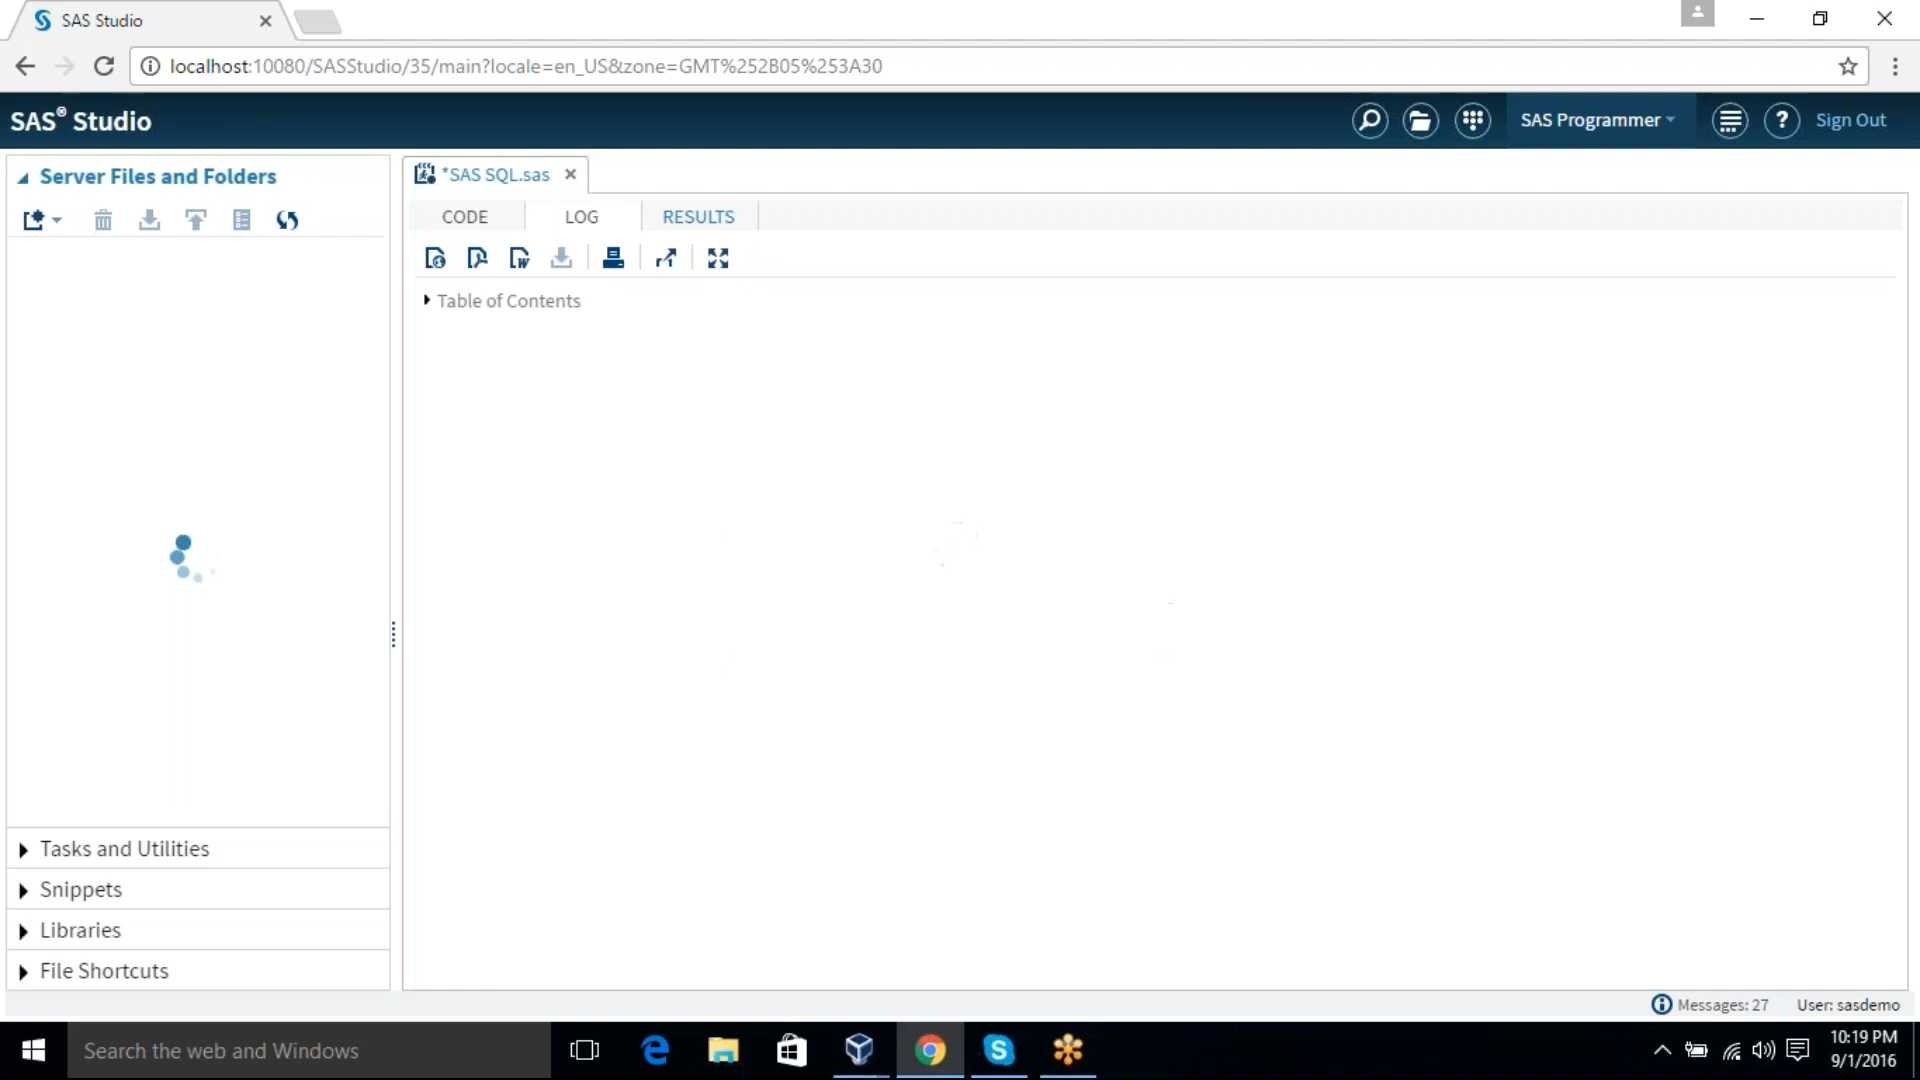 SAS Studio
localhost:10080/SASStudio/35/main?locale=en_US&zone=GMT%252B05%253A30
SAS® Studio
SAS Programmer
Sign Out
Server Files and Folders
*SAS SQL.sas
CODE
LOG
RESULTS
Table of Contents
Tasks and Utilities
Snippets
Libraries
File Shortcuts
Messages: 27
User: sasdemo
Search the web and Windows
10:19 PM
9/1/2016